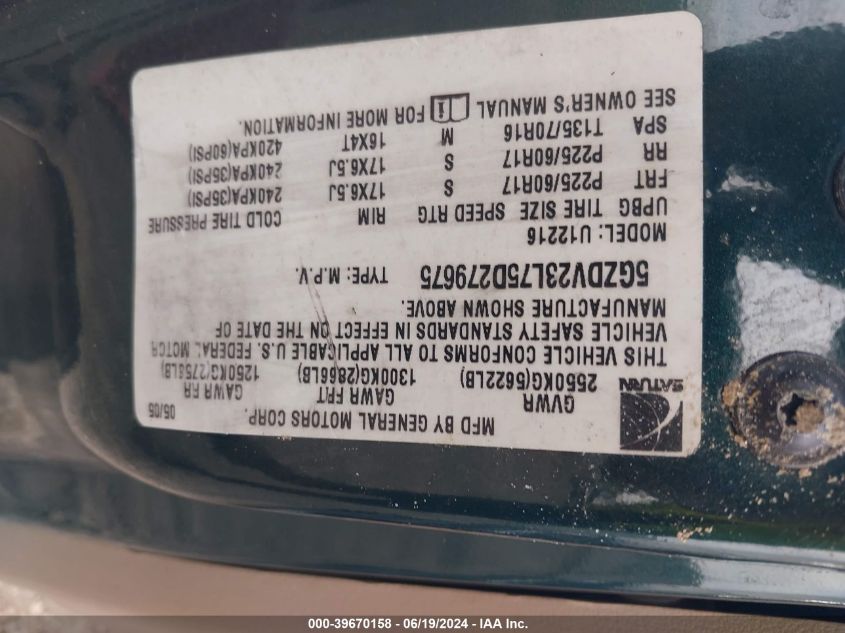 MFD BY GENERAL MOTORS CORP. 05/05
SATURN
GVWR GAWR FRT GAWR RR
2550KG(5622LB) 1300KG(2866LB) 1250KG(2756LB)
THIS VEHICLE CONFORMS TO ALL APPLICABLE U.S. FEDERAL MOTOR
VEHICLE SAFETY STANDARDS IN EFFECT ON THE DATE OF
MANUFACTURE SHOWN ABOVE.
5GZDV23L75D279675 TYPE: M.P.V.
MODEL: U12216
UPBG TIRE SIZE SPEED RTG RIM COLD TIRE PRESSURE
FRT P225/60R17 S 17X6.5J 240KPA(35PSI)
RR P225/60R17 S 17X6.5J 240KPA(35PSI)
SPA T135/70R16 M 16X4T 420KPA(60PSI)
SEE OWNER'S MANUAL i FOR MORE INFORMATION.
000-39670158 - 06/19/2024 - IAA Inc.